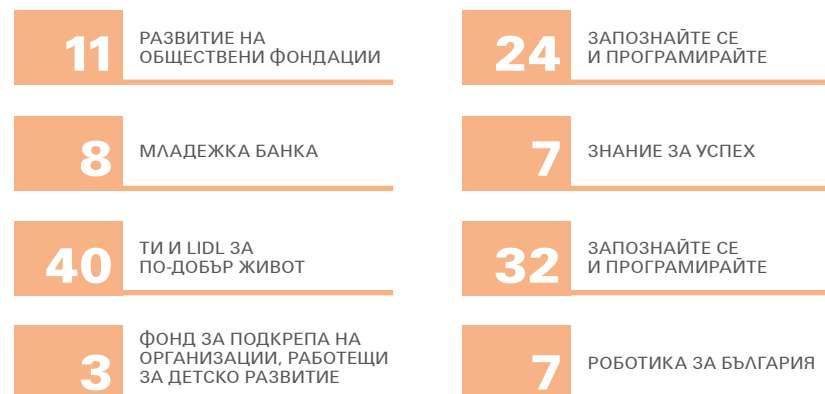 11
РАЗВИТИЕ НА
ОБЩЕСТВЕНИ ФОНДАЦИИ
8
МЛАДЕЖКА БАНКА
40
ТИ И LIDL ЗА
ПО-ДОБЪР ЖИВОТ
3
ФОНД ЗА ПОДКРЕПА НА
ОРГАНИЗАЦИИ, РАБОТЕЩИ
ЗА ДЕТСКО РАЗВИТИЕ
24
ЗАПОЗНАЙТЕ СЕ
И ПРОГРАМИРАЙТЕ
7
ЗНАНИЕ ЗА УСПЕХ
32
ЗАПОЗНАЙТЕ СЕ
И ПРОГРАМИРАЙТЕ
7
РОБОТИКА ЗА БЪЛГАРИЯ